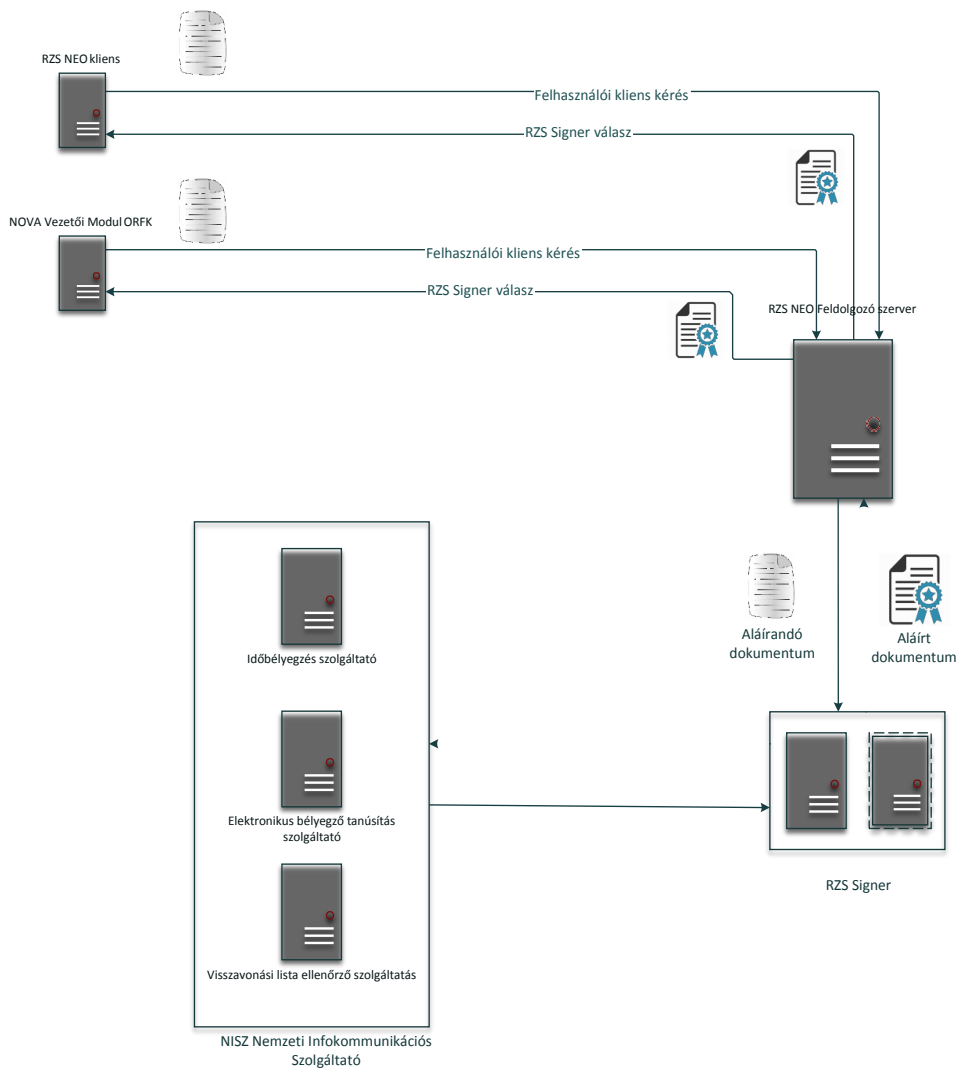 RZS NEO kliens
Felhasználói kliens kérés
RZS Signer válasz
NOVA Vezetői Modul ORFK
Felhasználói kliens kérés
RZS Signer válasz
RZS NEO Feldolgozó szerver
Aláírandó
dokumentum
Aláírt
dokumentum
Időbélyegzés szolgáltató
Elektronikus bélyegző tanúsítás
szolgáltató
Visszavonási lista ellenőrző szolgáltatás
RZS Signer
NISZ Nemzeti Infokommunikációs
Szolgáltató